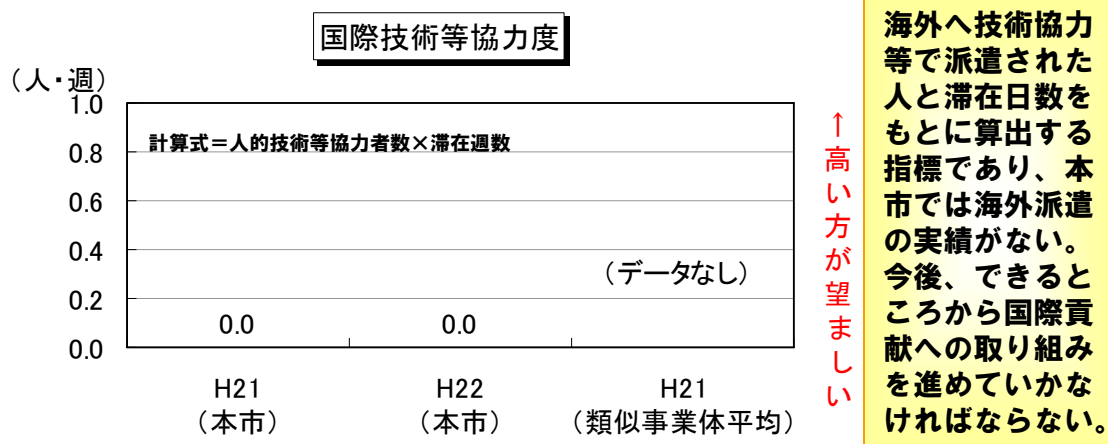 国際技術等協力度
（人・週）
1.0
0.8
0.6
0.4
0.2
0.0
計算式＝人的技術等協力者数×滞在週数
0.0
0.0
（データなし）
H21
（本市）
H22
（本市）
H21
（類似事業体平均）
↑高い方が望ましい
海外へ技術協力
等で派遣された
人と滞在日数を
もとに算出する
指標であり、本
市では海外派遣
の実績がない。
今後、できると
ころから国際貢
献への取り組み
を進めていかな
ければならない。